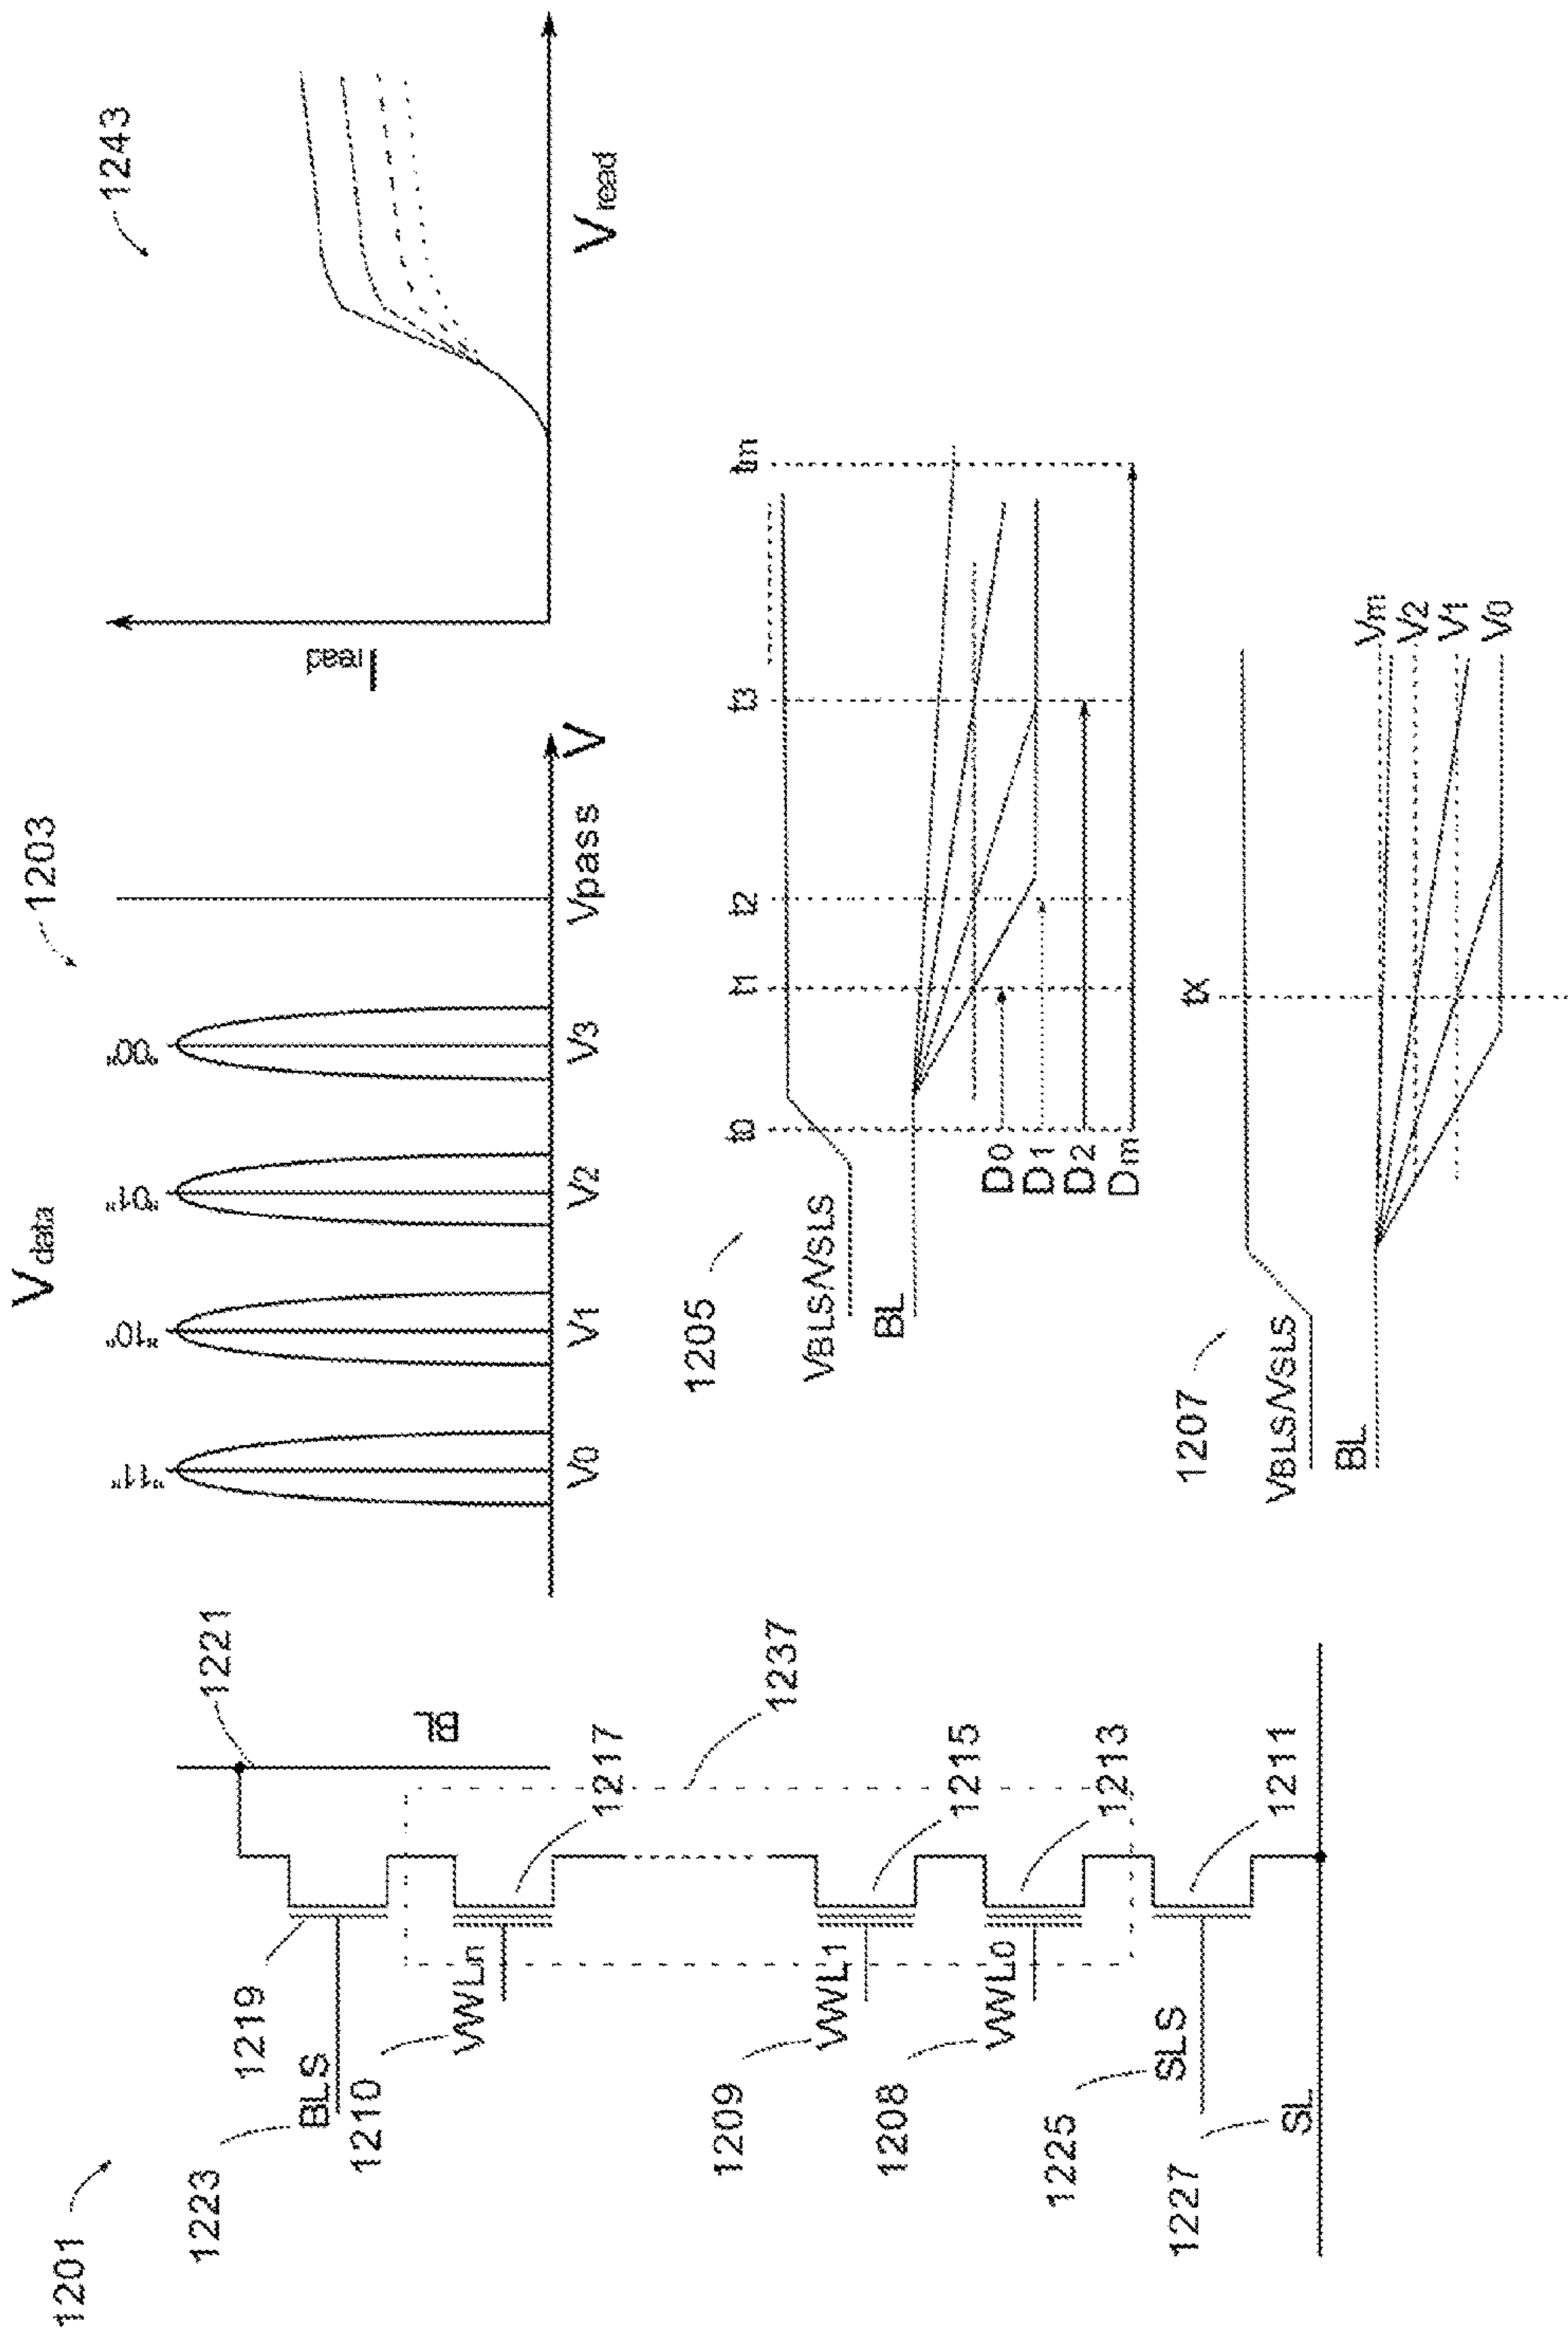 1201
1223
BLS
1219
1221
BL
1210
WLn
1217
1237
1209
WL1
1215
1208
WL0
1213
1225
SLS
1211
1227
SL
Vdata
1203
"11"
"10"
"01"
"00"
V0
V1
V2
V3
Vpass
V
1243
Iread
Vread
1205
VBLS/VSLS
BL
t0
t1
t2
t3
tm
D0
D1
D2
Dm
1207
VBLS/VSLS
BL
tx
Vm
V2
V1
V0